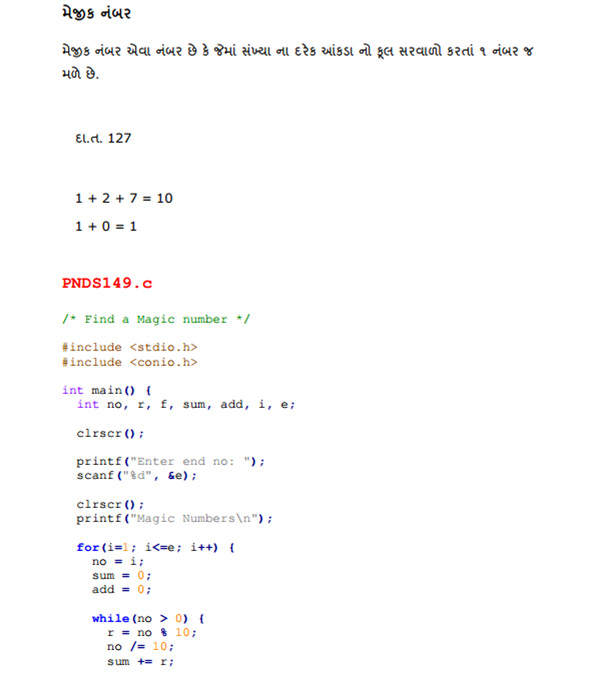 મેજીક નંબર
મેજીક નંબર એવા નંબર છે કે જેમાં સંખ્યા ના દરેક આંકડા નો કૂલ સરવાળો કરતાં ૧ નંબર જ
મળે છે.
દા.ત. 127
1 + 2 + 7 = 10
1 + 0 = 1
PNDS149.c
/* Find a Magic number */
#include <stdio.h>
#include <conio.h>
int main() {
int no, r, f, sum, add, i, e;
clrscr();
printf("Enter end no: ");
scanf("%d", &e);
clrscr();
printf("Magic Numbers\n");
for(i=1; i<=e; i++) {
no = i;
sum = 0;
add = 0;
while(no > 0) {
r = no % 10;
no /= 10;
sum += r;